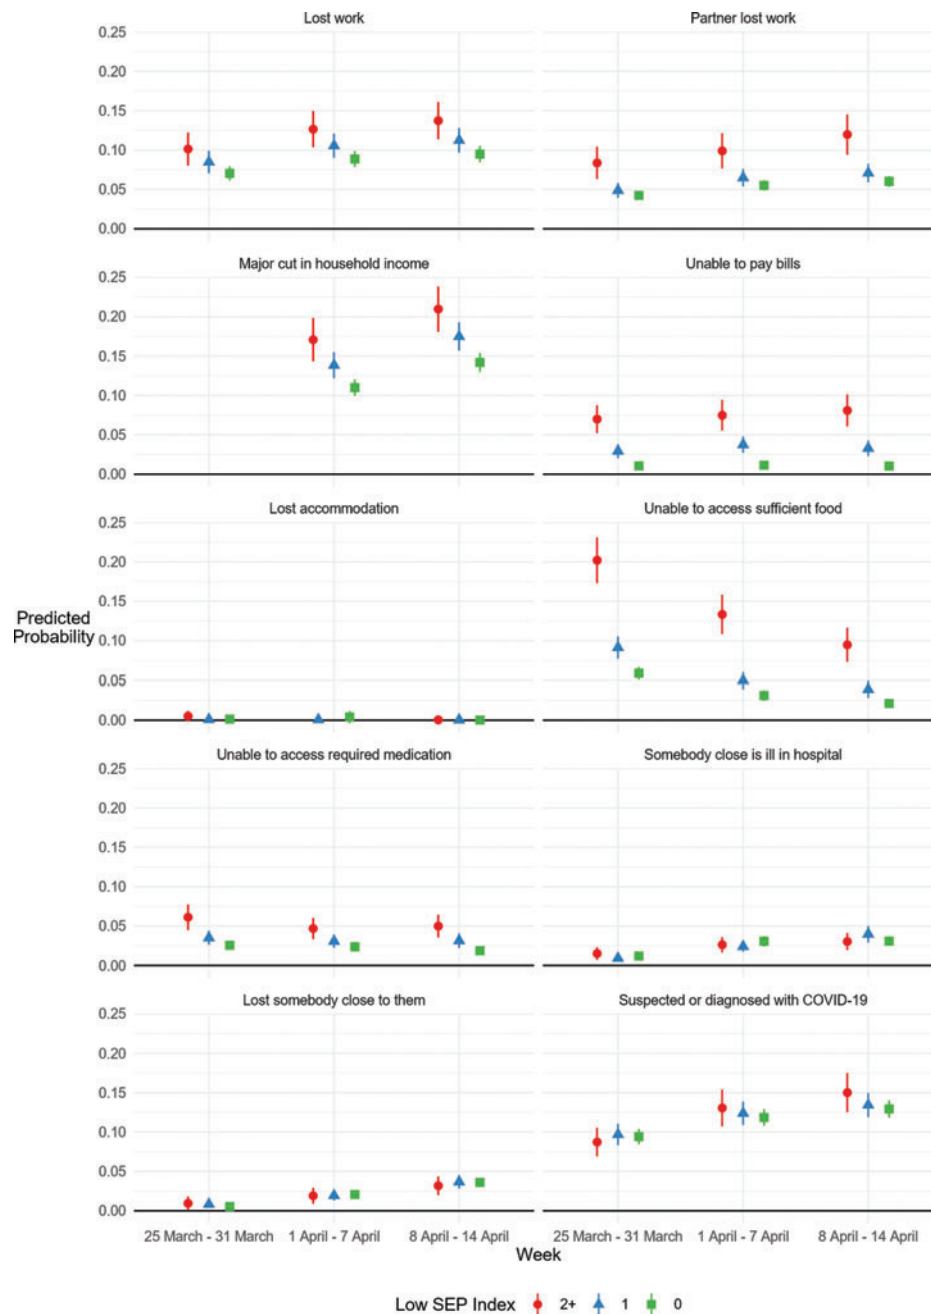 Lost work
Partner lost work
0.25
0.20
0.15
0.10
0.05
0.00
Major cut in household income
Unable to pay bills
0.25
0.20
0.15
0.10
0.05
0.00
Lost accommodation
Unable to access sufficient food
0.25
0.20
0.15
0.10
0.05
0.00
Predicted
Probability
Unable to access required medication
Somebody close is ill in hospital
0.25
0.20
0.15
0.10
0.05
0.00
Lost somebody close to them
Suspected or diagnosed with COVID-19
0.25
0.20
0.15
0.10
0.05
0.00
25 March - 31 March 1 April - 7 April 8 April - 14 April 25 March - 31 March 1 April - 7 April 8 April - 14 April
Week
Low SEP Index 2+ 1 0